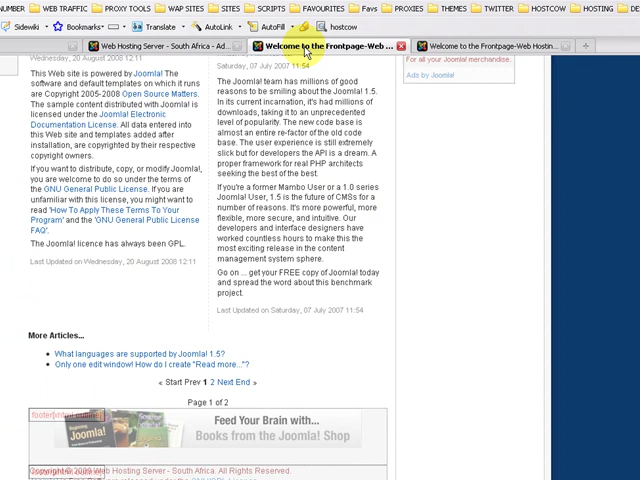 NUMBER WEB TRAFFIC PROXY TOOLS WAP SITES SITES SCRIPTS FAVOURITES Favs PROXIES THEMES TWITTER HOSTCOW HOSTING
Sidewiki Bookmarks Translate AutoLink AutoFill hostcow
Web Hosting Server - South Africa - Ad... Welcome to the Frontpage-Web ... Welcome to the Frontpage-Web Hostin...
Wednesday, 20 August 2008 12:11
Saturday, 07 July 2007 11:54
This Web site is powered by Joomla! The
software and default templates on which it
runs are Copyright 2005-2008 Open Source Matters.
The sample content distributed with Joomla! is
licensed under the Joomla! Electronic
Documentation License. All data entered into
this Web site and templates added after
installation, are copyrighted by their respective
copyright owners.
If you want to distribute, copy, or modify Joomla!,
you are welcome to do so under the terms of
the GNU General Public License. If you are
unfamiliar with this license, you might want to
read 'How To Apply These Terms To Your
Program' and the 'GNU General Public License
FAQ'.
The Joomla! licence has always been GPL.
Last Updated on Wednesday, 20 August 2008 12:11
The Joomla! team has millions of good
reasons to be smiling about the Joomla! 1.5.
In its current incarnation, it's had millions of
downloads, taking it to an unprecedented
level of popularity. The new code base is
almost an entire re-factor of the old code
base. The user experience is still extremely
slick but for developers the API is a dream. A
proper framework for real PHP architects
seeking the best of the best.
If you're a former Mambo User or a 1.0 series
Joomla! User, 1.5 is the future of CMSs for a
number of reasons. It's more powerful, more
flexible, more secure, and intuitive. Our
developers and interface designers have
worked countless hours to make this the
most exciting release in the content
management system sphere.
Go on ... get your FREE copy of Joomla! today
and spread the word about this benchmark
project.
Last Updated on Saturday, 07 July 2007 11:54
For all your Joomla! merchandise.
Ads by Joomla!
More Articles...
What languages are supported by Joomla! 1.5?
Only one edit window! How do I create "Read more..."?
« Start Prev 1 2 Next End »
Page 1 of 2
Joomla!
Feed Your Brain with...
Books from the Joomla! Shop
Copyright © 2009 Web Hosting Server - South Africa. All Rights Reserved.